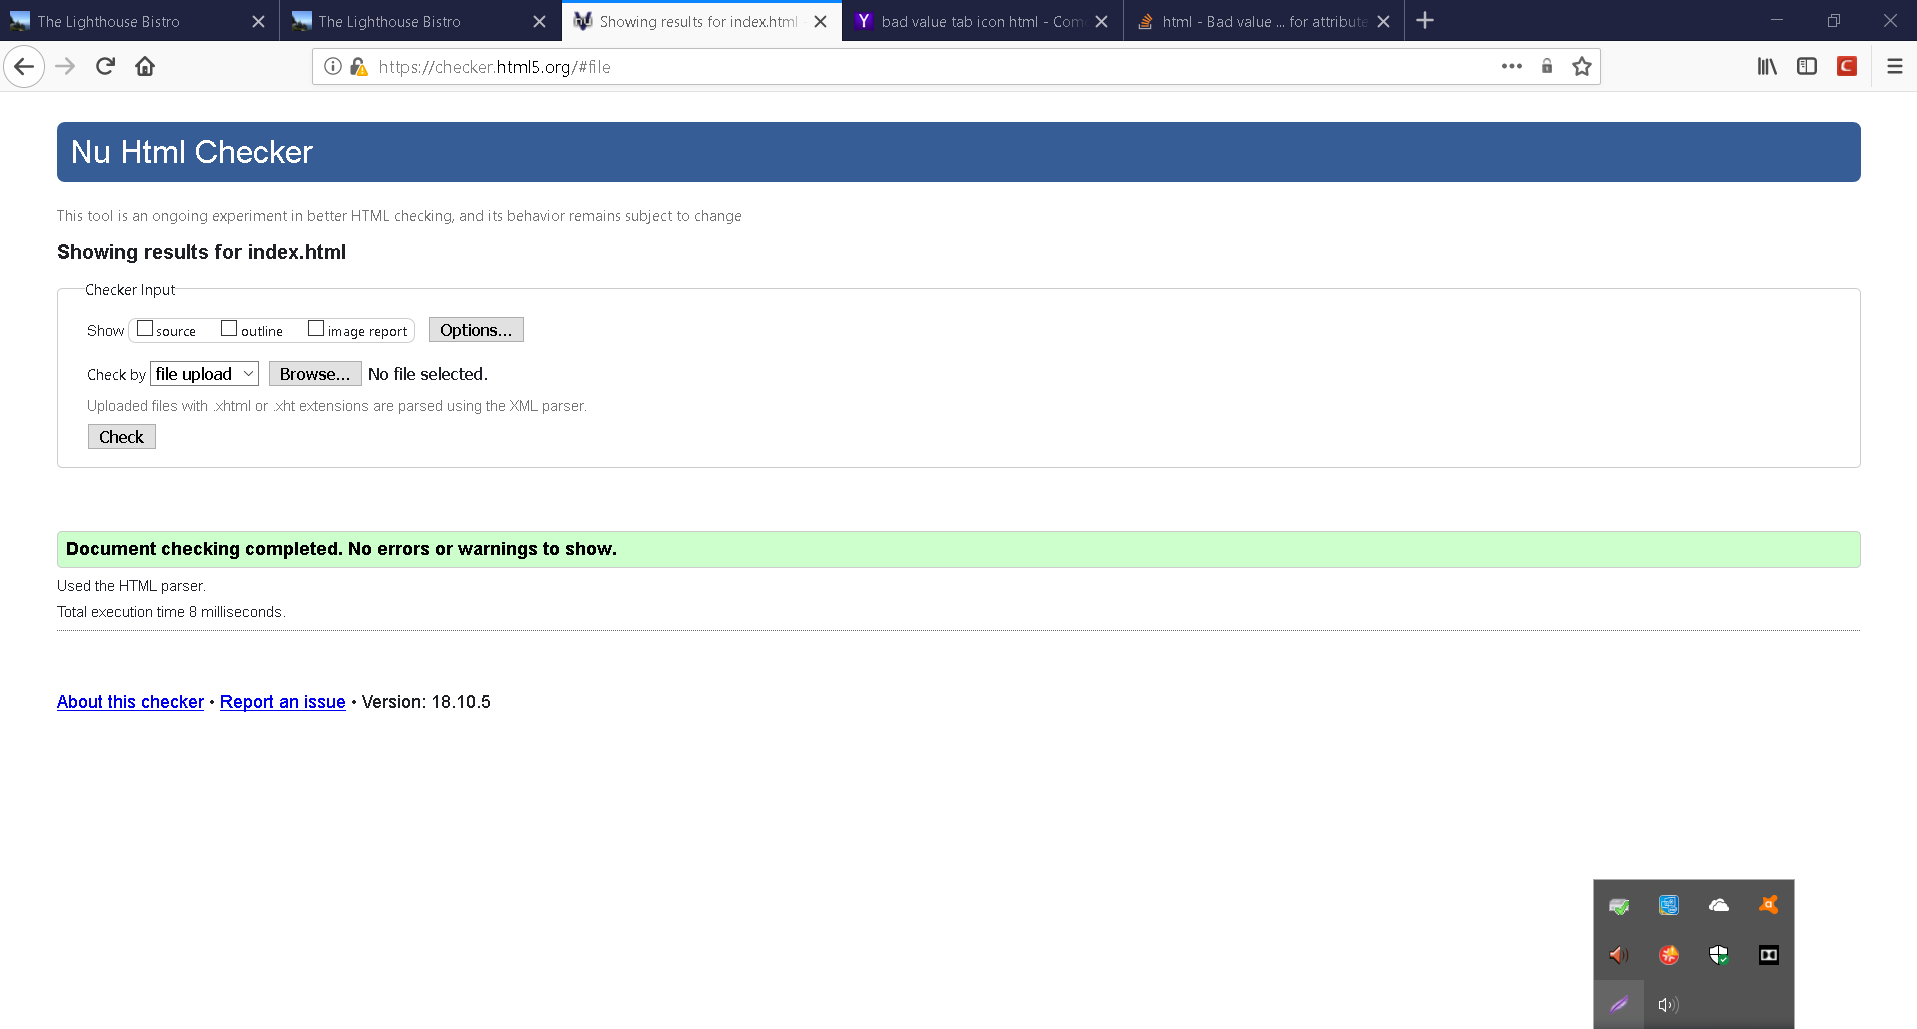 The Lighthouse Bistro
The Lighthouse Bistro
Showing results for index.html
bad value tab icon html - Com
html - Bad value ... for attribute
https://checker.html5.org/#file
Nu Html Checker
This tool is an ongoing experiment in better HTML checking, and its behavior remains subject to change
Showing results for index.html
Checker Input
Show source outline image report Options...
Check by file upload Browse... No file selected.
Uploaded files with .xhtml or .xht extensions are parsed using the XML parser.
Check
Document checking completed. No errors or warnings to show.
Used the HTML parser.
Total execution time 8 milliseconds.
About this checker • Report an issue • Version: 18.10.5